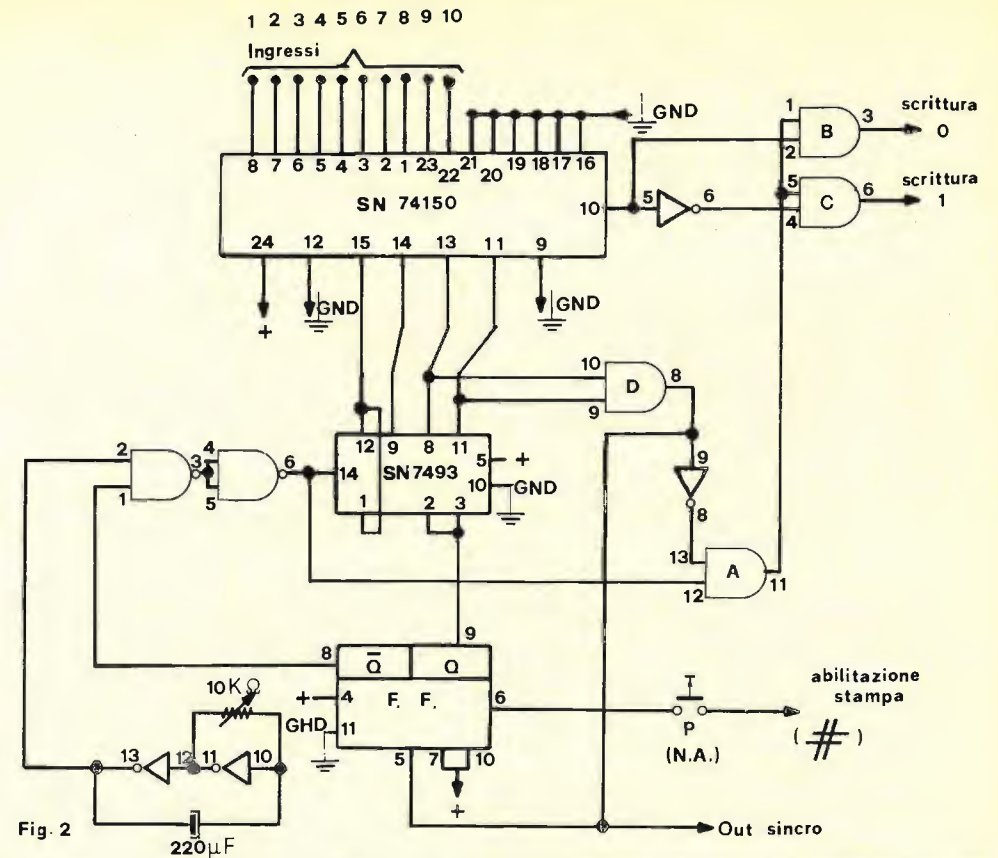 1 2 3 4 5 6 7 8 9 10
Ingressi
GND
8 7 6 5 4 3 2 1 23 22 21 20 19 18 17 16
SN 74150
10
24 12 15 14 13 11 9
+
GND
GND
5
6
1
2
B
3
scrittura
0
5
4
C
6
scrittura
1
10
9
D
8
9
8
13
12
A
11
2
1
3
4
5
6
14
12 9 8 11
SN7493
5 +
10 GND
1 2 3
9
8
Q
Q
+ 4
F. F.
6
GHD 11
5 7 10
+
P
(N.A.)
abilitazione
stampa
( # )
10KΩ
13 12 11 10
220µF
Out sincro
Fig. 2